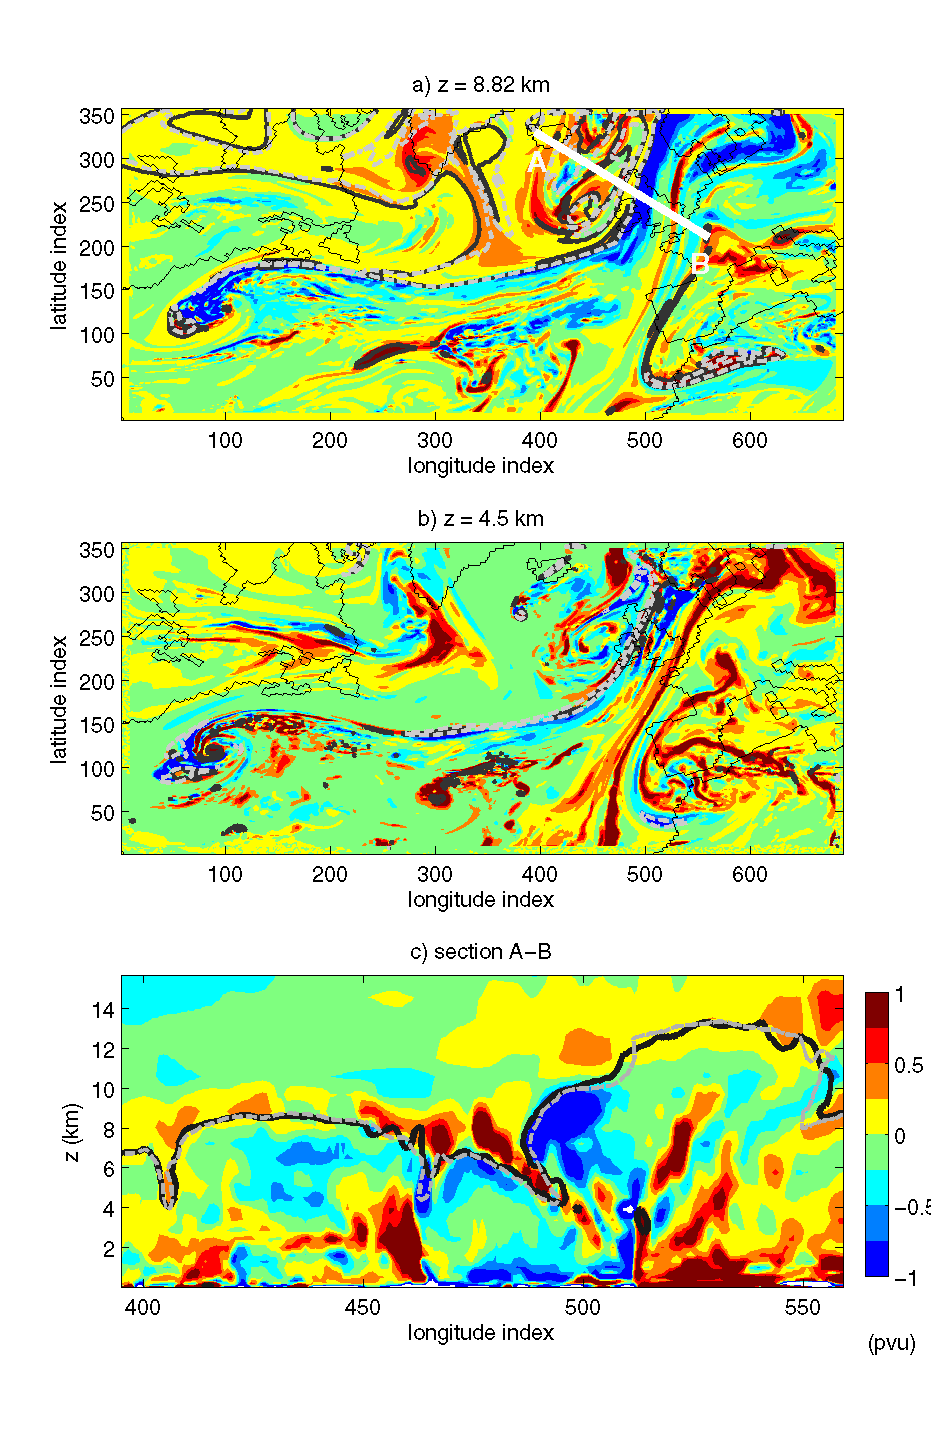 a) z = 8.82 km
350
300
250
200
150
100
50
latitude index
A
B
100 200 300 400 500 600
longitude index
b) z = 4.5 km
350
300
250
200
150
100
50
latitude index
100 200 300 400 500 600
longitude index
c) section A−B
14
12
10
8
6
4
2
z (km)
400 450 500 550
longitude index
1
0.5
0
−0.5
−1
(pvu)